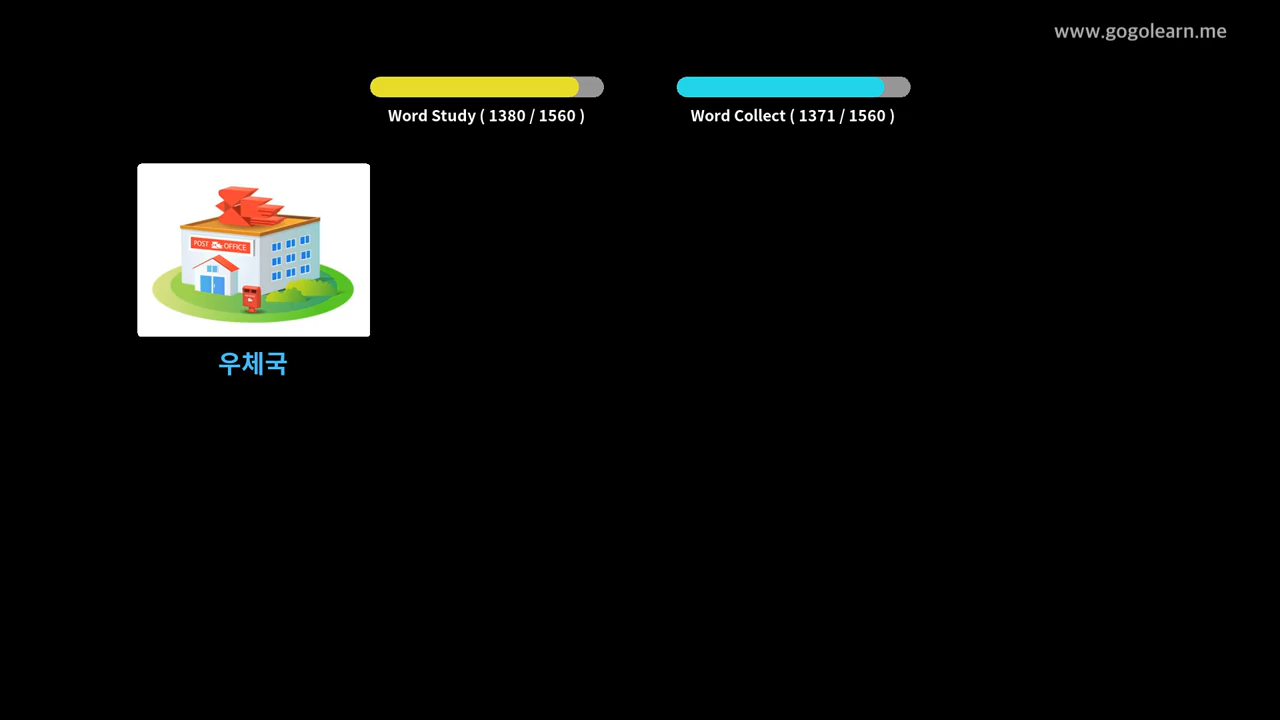 www.gogolearn.me
Word Study ( 1380 / 1560 )
Word Collect ( 1371 / 1560 )
POST OFFICE
우체국